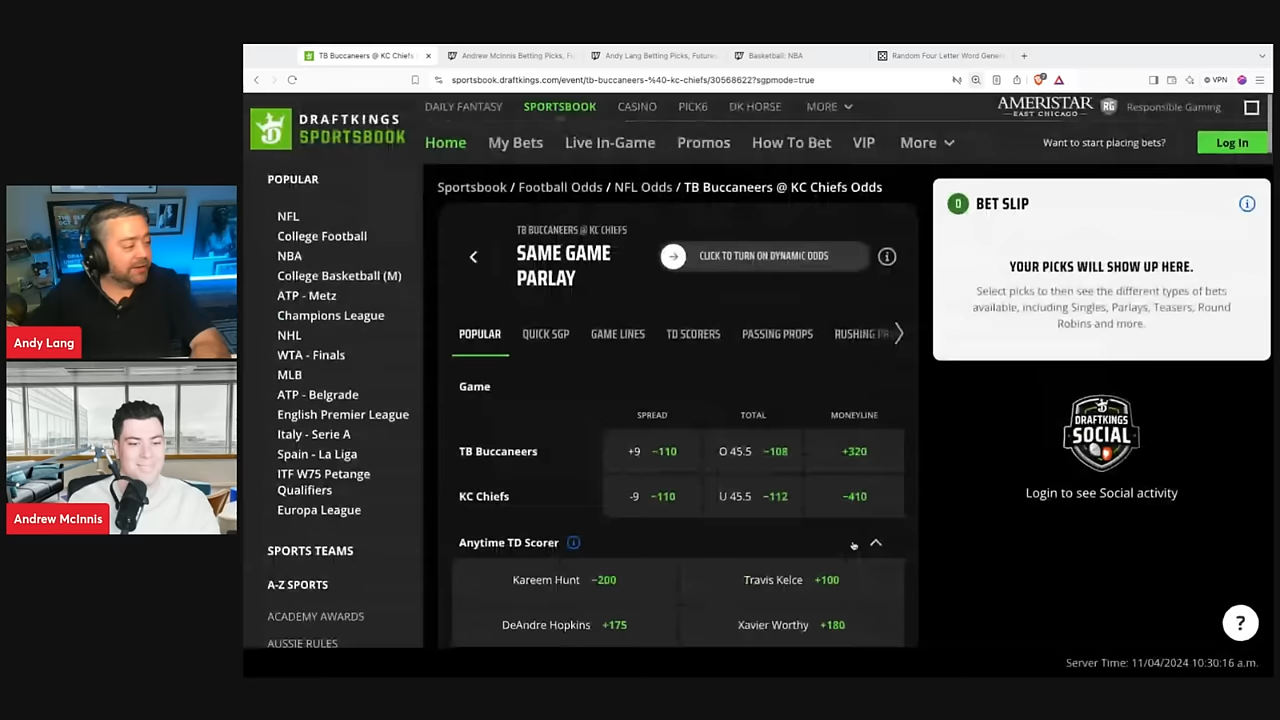 TB Buccaneers @ KC Chiefs
Andrew McInnis Betting Picks, Fu
Andy Lang Betting Picks, Futures
Basketball: NBA
Random Four Letter Word Gene
sportsbook.draftkings.com/event/tb-buccaneers-%40-kc-chiefs/30568622?sgpmode=true
VPN
DRAFTKINGS
SPORTSBOOK
DAILY FANTASY SPORTSBOOK CASINO PICK6 DK HORSE MORE
AMERISTAR
EAST CHICAGO
RG Responsible Gaming
Home My Bets Live In-Game Promos How To Bet VIP More
Want to start placing bets?
Log In
POPULAR
NFL
College Football
NBA
College Basketball (M)
ATP - Metz
Champions League
NHL
WTA - Finals
MLB
ATP - Belgrade
English Premier League
Italy - Serie A
Spain - La Liga
ITF W75 Petange
Qualifiers
Europa League
SPORTS TEAMS
A-Z SPORTS
ACADEMY AWARDS
AUSSIE RULES
Sportsbook / Football Odds / NFL Odds / TB Buccaneers @ KC Chiefs Odds
TB BUCCANEERS @ KC CHIEFS
SAME GAME
PARLAY
CLICK TO TURN ON DYNAMIC ODDS
POPULAR QUICK SGP GAME LINES TD SCORERS PASSING PROPS RUSHING PR
Game
SPREAD TOTAL MONEYLINE
TB Buccaneers +9 −110 O 45.5 −108 +320
KC Chiefs -9 −110 U 45.5 −112 −410
Anytime TD Scorer
Kareem Hunt −200 Travis Kelce +100
DeAndre Hopkins +175 Xavier Worthy +180
0 BET SLIP
YOUR PICKS WILL SHOW UP HERE.
Select picks to then see the different types of bets
available, including Singles, Parlays, Teasers, Round
Robins and more.
DRAFTKINGS
SOCIAL
Login to see Social activity
?
Server Time: 11/04/2024 10:30:16 a.m.
Andy Lang
Andrew McInnis